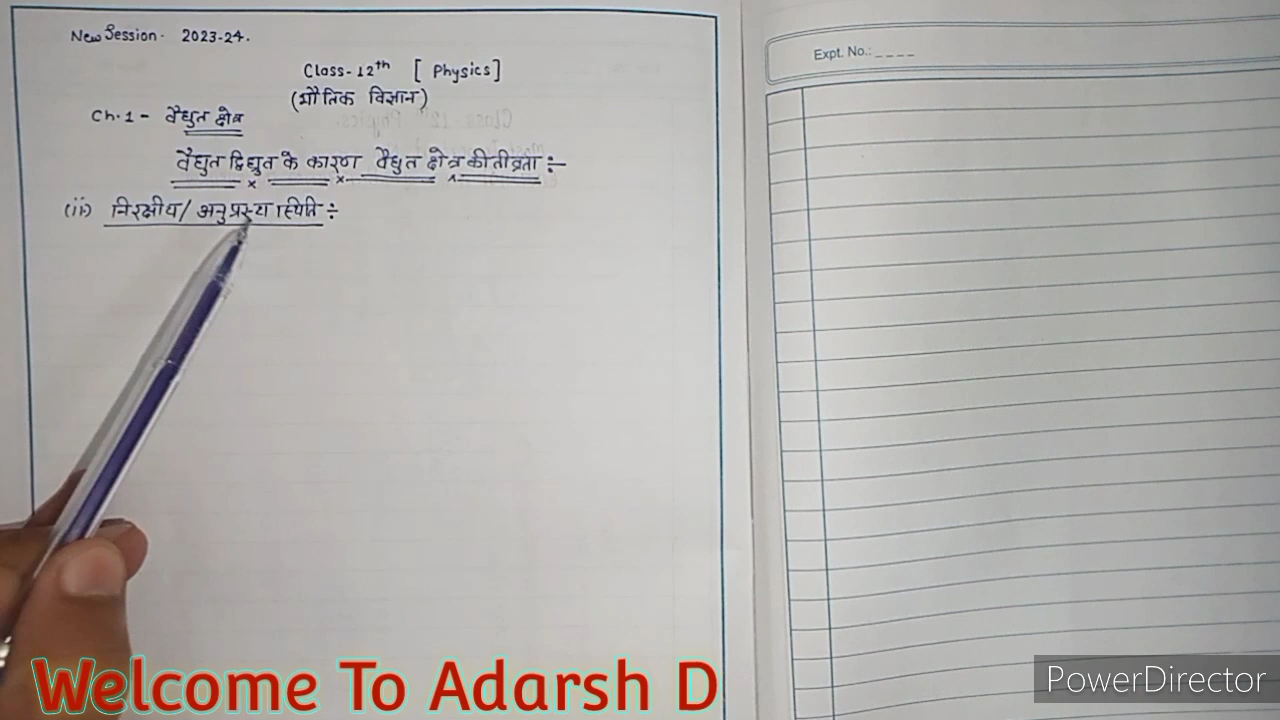 New Session. 2023-24.
Class-12th [ Physics ]
(भौतिक विज्ञान)
Ch.1 - वैद्युत क्षेत्र
वैद्युत द्विध्रुत के कारण वैद्युत क्षेत्र की तीव्रता :-
(ii) निरक्षीय / अनुप्रस्थ स्थिति :-
Expt. No.: _ _ _ _
Welcome To Adarsh D
PowerDirector